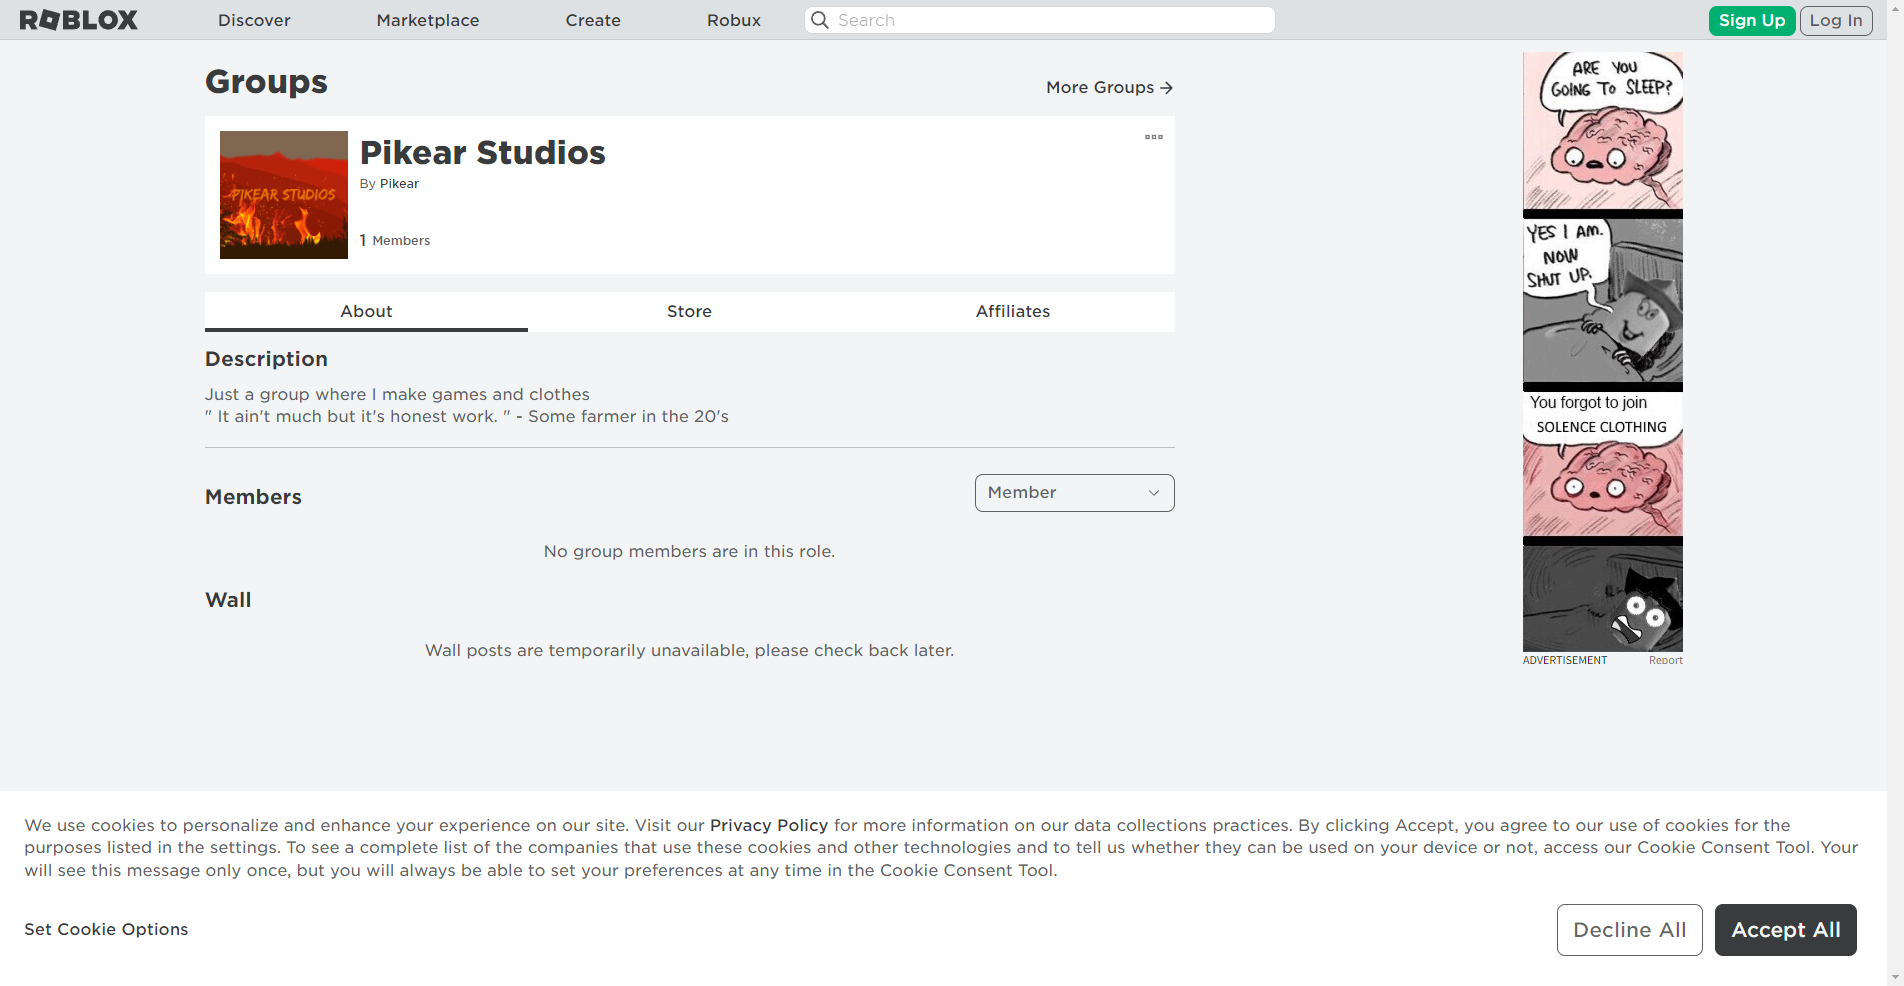 ROBLOX
Discover
Marketplace
Create
Robux
Search
Sign Up
Log In
Groups
More Groups
PIKEAR STUDIOS
Pikear Studios
By Pikear
1 Members
About
Store
Affiliates
Description
Just a group where I make games and clothes
" It ain't much but it's honest work. " - Some farmer in the 20's
Members
Member
No group members are in this role.
Wall
Wall posts are temporarily unavailable, please check back later.
ARE YOU
GOING TO SLEEP?
YES I AM.
NOW
SHUT UP.
You forgot to join
SOLENCE CLOTHING
ADVERTISEMENT
Report
We use cookies to personalize and enhance your experience on our site. Visit our Privacy Policy for more information on our data collections practices. By clicking Accept, you agree to our use of cookies for the
purposes listed in the settings. To see a complete list of the companies that use these cookies and other technologies and to tell us whether they can be used on your device or not, access our Cookie Consent Tool. Your
will see this message only once, but you will always be able to set your preferences at any time in the Cookie Consent Tool.
Set Cookie Options
Decline All
Accept All